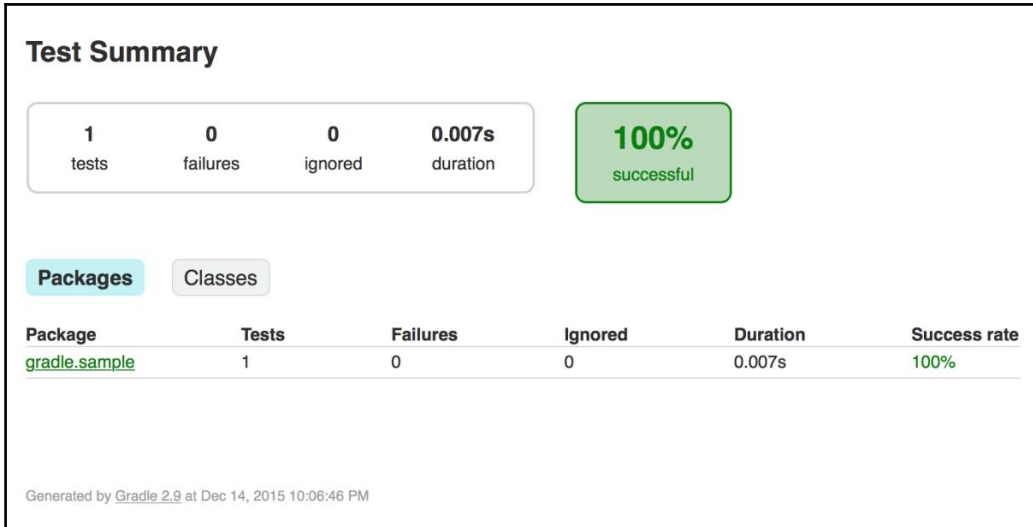 Test Summary
1 0 0 0.007s
tests failures ignored duration
100%
successful
Packages Classes
Package Tests Failures Ignored Duration Success rate
gradle.sample 1 0 0 0.007s 100%
Generated by Gradle 2.9 at Dec 14, 2015 10:06:46 PM